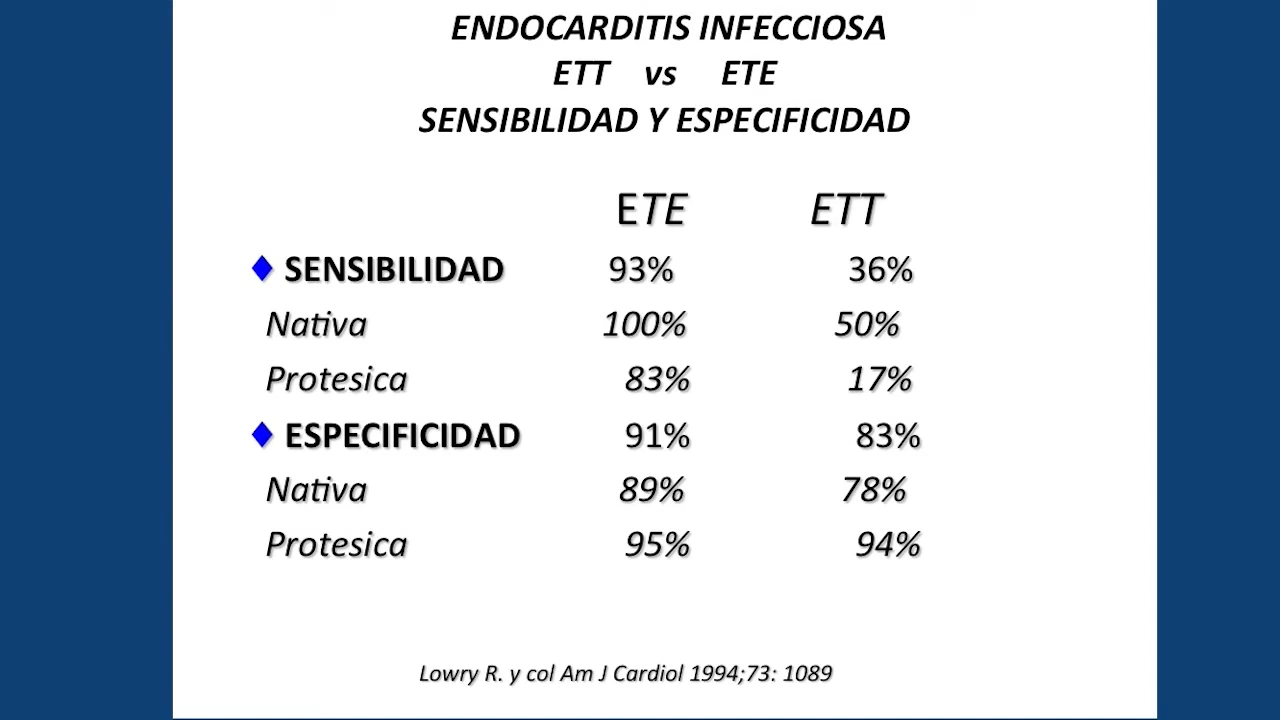 ENDOCARDITIS INFECCIOSA
ETT vs ETE
SENSIBILIDAD Y ESPECIFICIDAD
ETE ETT
♦ SENSIBILIDAD 93% 36%
Nativa 100% 50%
Protesica 83% 17%
♦ ESPECIFICIDAD 91% 83%
Nativa 89% 78%
Protesica 95% 94%
Lowry R. y col Am J Cardiol 1994;73: 1089